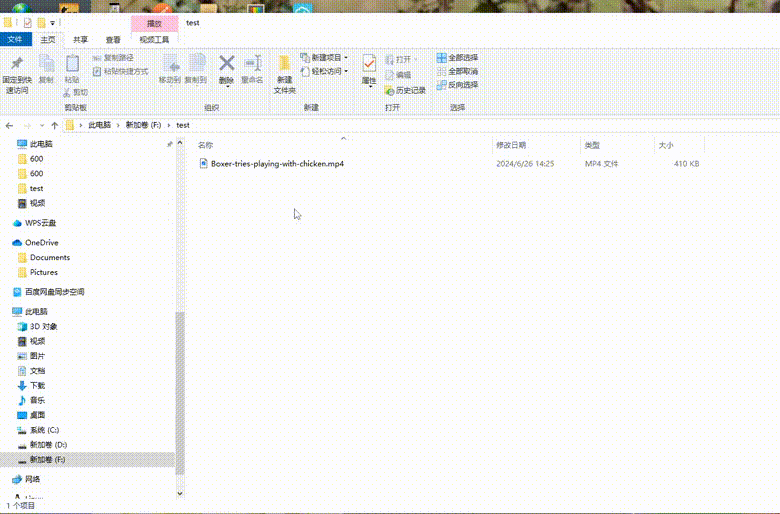 播放
test
文件
主页
共享
查看
视频工具
固定到快速访问
复制
粘贴
复制路径
粘贴快捷方式
剪切
移动到
复制到
删除
重命名
新建文件夹
新建项目
轻松访问
属性
打开
编辑
历史记录
全部选择
全部取消
反向选择
剪贴板
组织
新建
打开
选择
此电脑 › 新加卷 (F:) › test
名称
修改日期
类型
大小
Boxer-tries-playing-with-chicken.mp4
2024/6/26 14:25
MP4 文件
410 KB
此电脑
600
600
test
视频
WPS云盘
OneDrive
Documents
Pictures
百度网盘同步空间
此电脑
3D 对象
视频
图片
文档
下载
音乐
桌面
系统 (C:)
新加卷 (D:)
新加卷 (F:)
网络
1 个项目